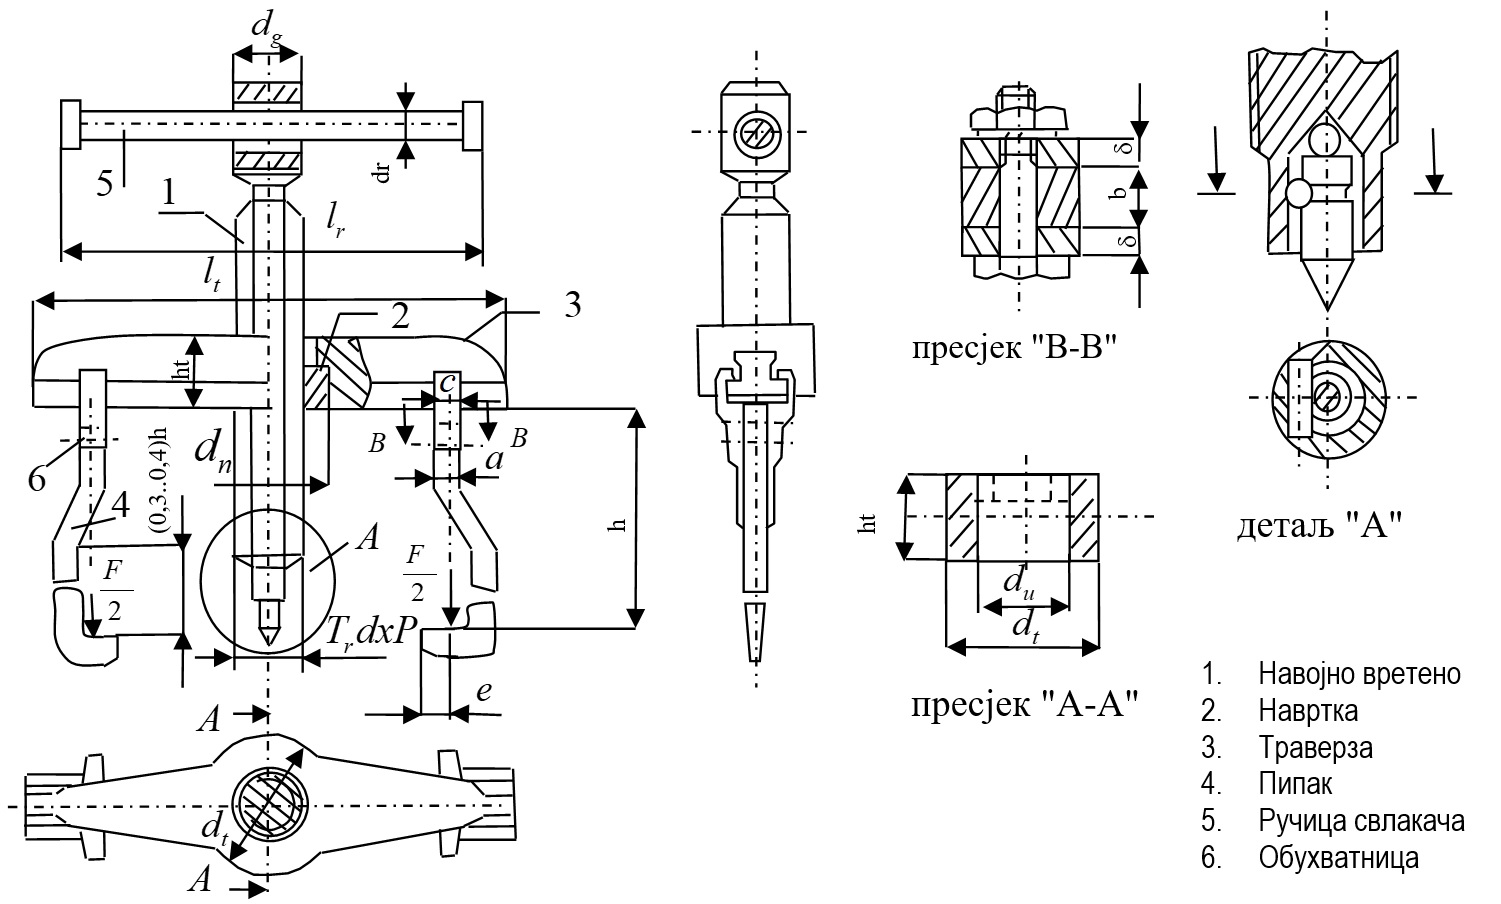 d_g
5
dr
1
l_r
l_t
2
3
ht
c
B
B
d_n
a
6
(0,3..0,4)h
4
A
h
F/2
F/2
T_r dxP
e
A
d_t
A
δ
b
δ
пресјек "B-B"
ht
d_u
d_t
пресјек "A-A"
детаљ "A"
1. Навојно вретено
2. Навртка
3. Траверза
4. Пипак
5. Ручица свлакача
6. Обухватница